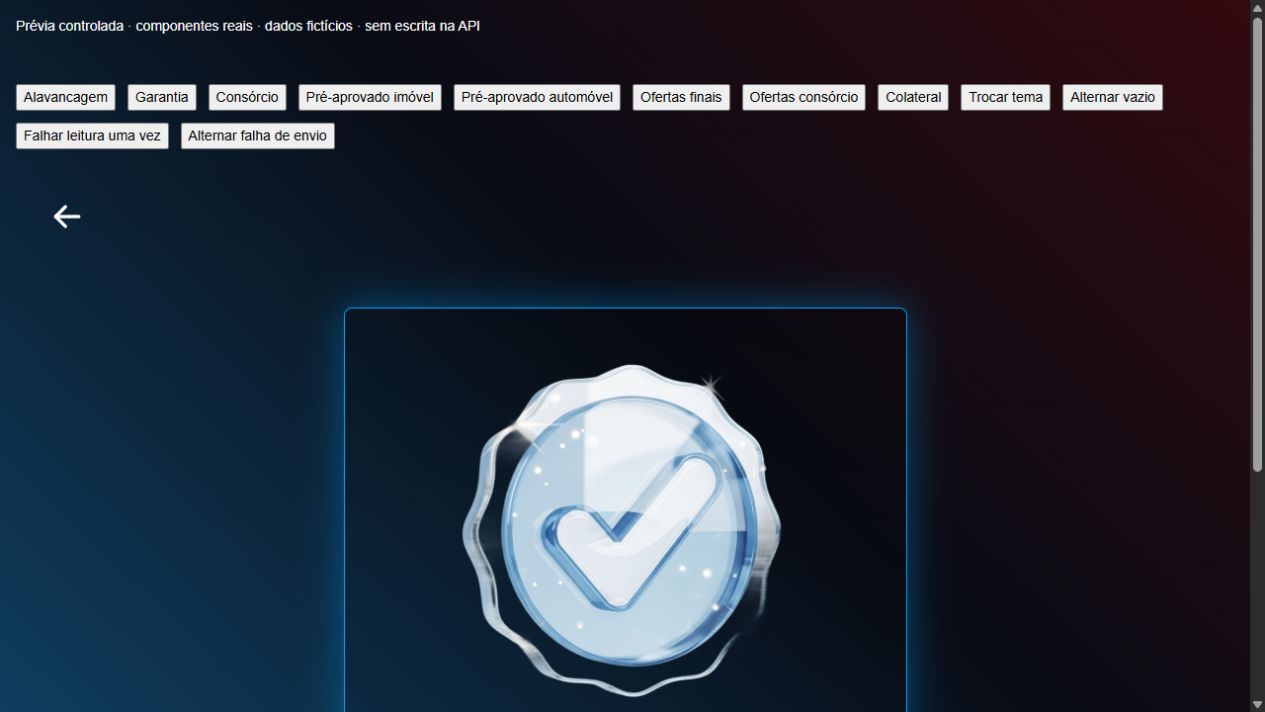 Prévia controlada · componentes reais · dados fictícios · sem escrita na API
Alavancagem Garantia Consórcio Pré-aprovado imóvel Pré-aprovado automóvel Ofertas finais Ofertas consórcio Colateral Trocar tema Alternar vazio
Falhar leitura uma vez Alternar falha de envio